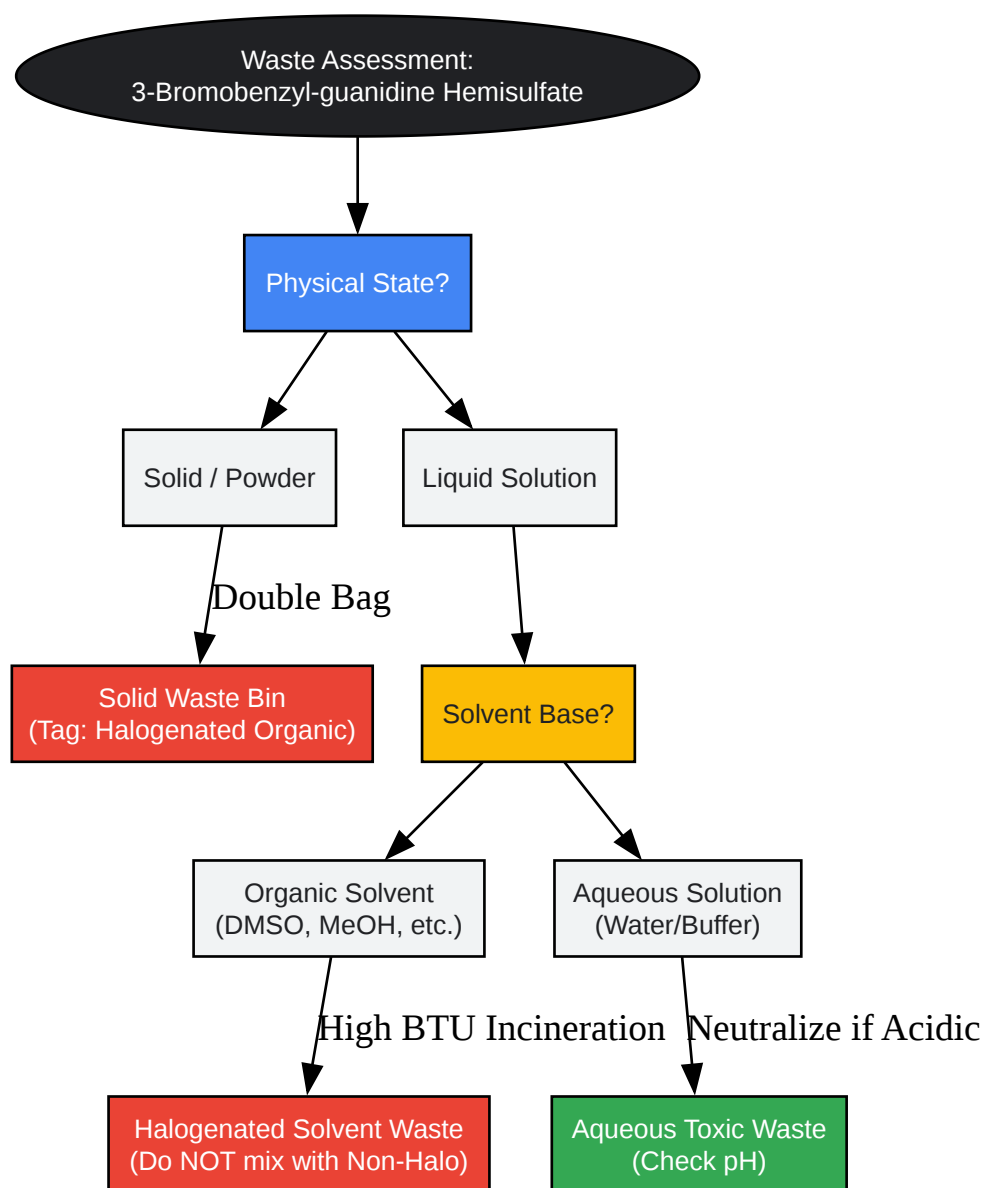 Waste Assessment:
3-Bromobenzyl-guanidine Hemisulfate
Physical State?
Solid / Powder
Liquid Solution
Double Bag
Solid Waste Bin
(Tag: Halogenated Organic)
Solvent Base?
Organic Solvent
(DMSO, MeOH, etc.)
Aqueous Solution
(Water/Buffer)
High BTU Incineration
Neutralize if Acidic
Halogenated Solvent Waste
(Do NOT mix with Non-Halo)
Aqueous Toxic Waste
(Check pH)